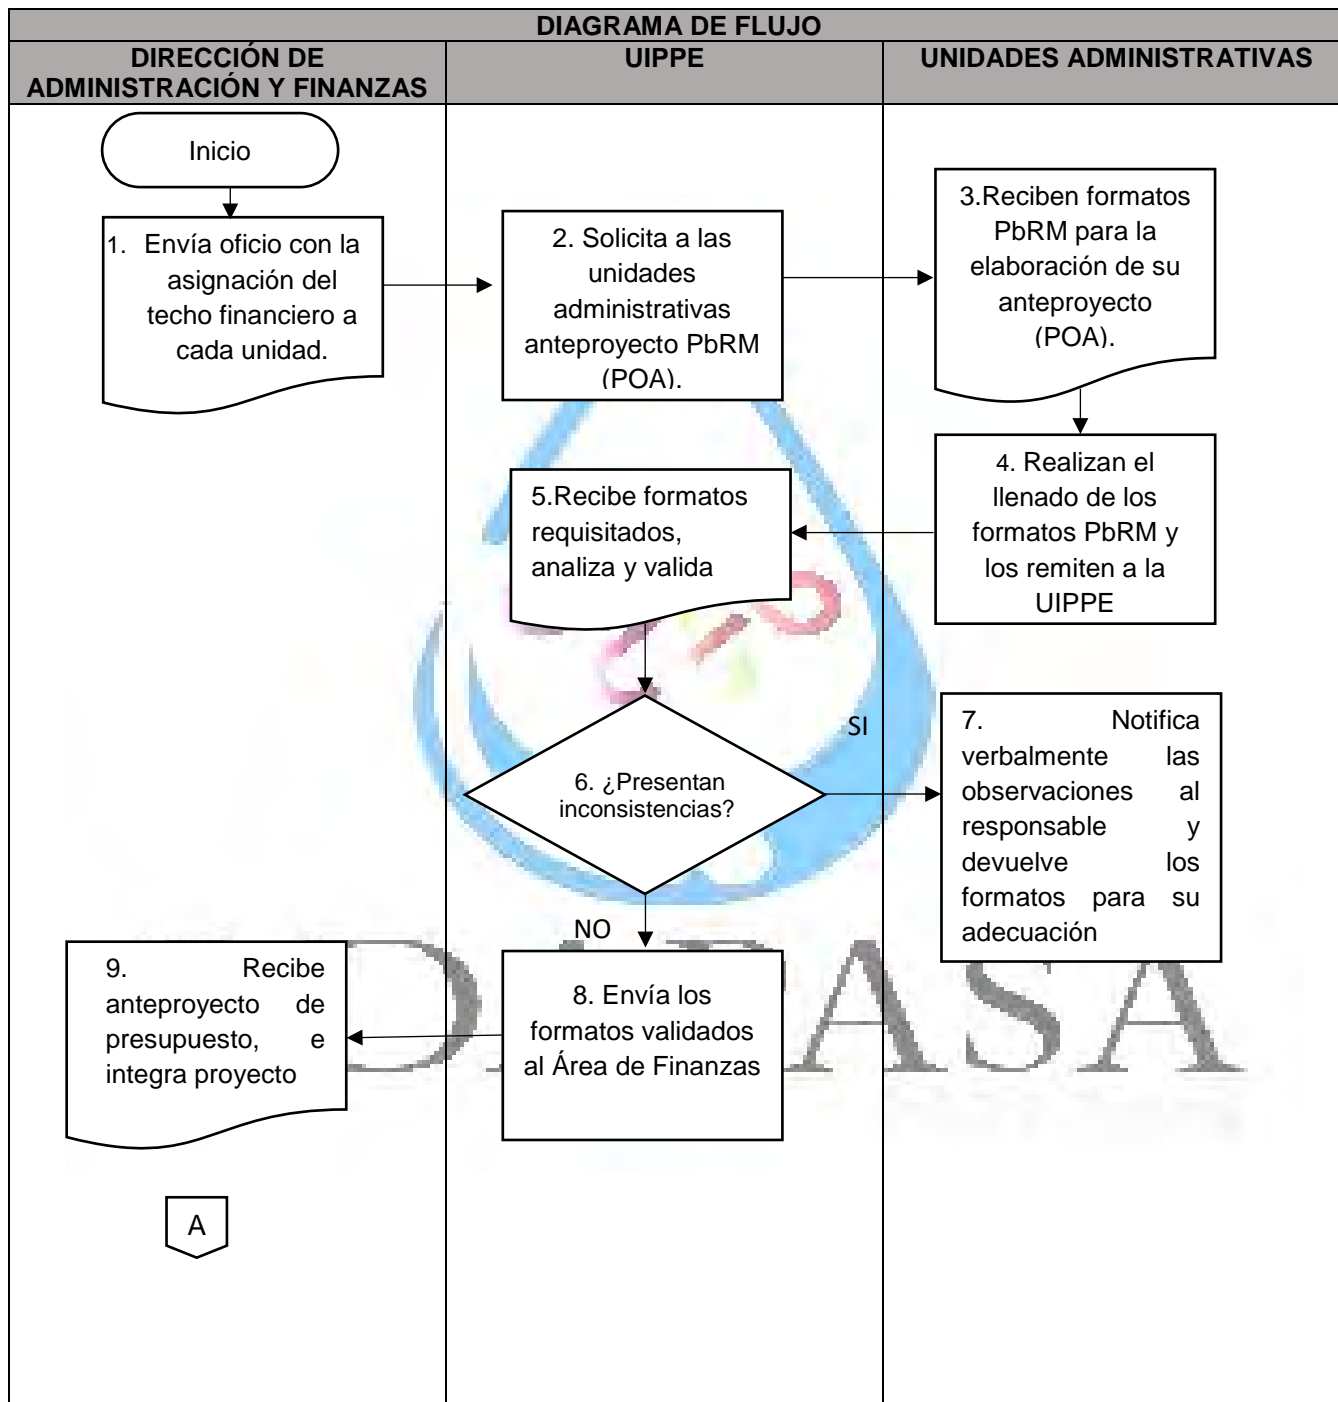 DIAGRAMA DE FLUJO
DIRECCIÓN DE
ADMINISTRACIÓN Y FINANZAS
UIPPE
UNIDADES ADMINISTRATIVAS
Inicio
1. Envía oficio con la
asignación del
techo financiero a
cada unidad.
2. Solicita a las
unidades
administrativas
anteproyecto PbRM
(POA).
3.Reciben formatos
PbRM para la
elaboración de su
anteproyecto
(POA).
4. Realizan el
llenado de los
formatos PbRM y
los remiten a la
UIPPE
5.Recibe formatos
requisitados,
analiza y valida
6. ¿Presentan
inconsistencias?
SI
7. Notifica
verbalmente las
observaciones al
responsable y
devuelve los
formatos para su
adecuación
NO
8. Envía los
formatos validados
al Área de Finanzas
9. Recibe
anteproyecto de
presupuesto, e
integra proyecto
A